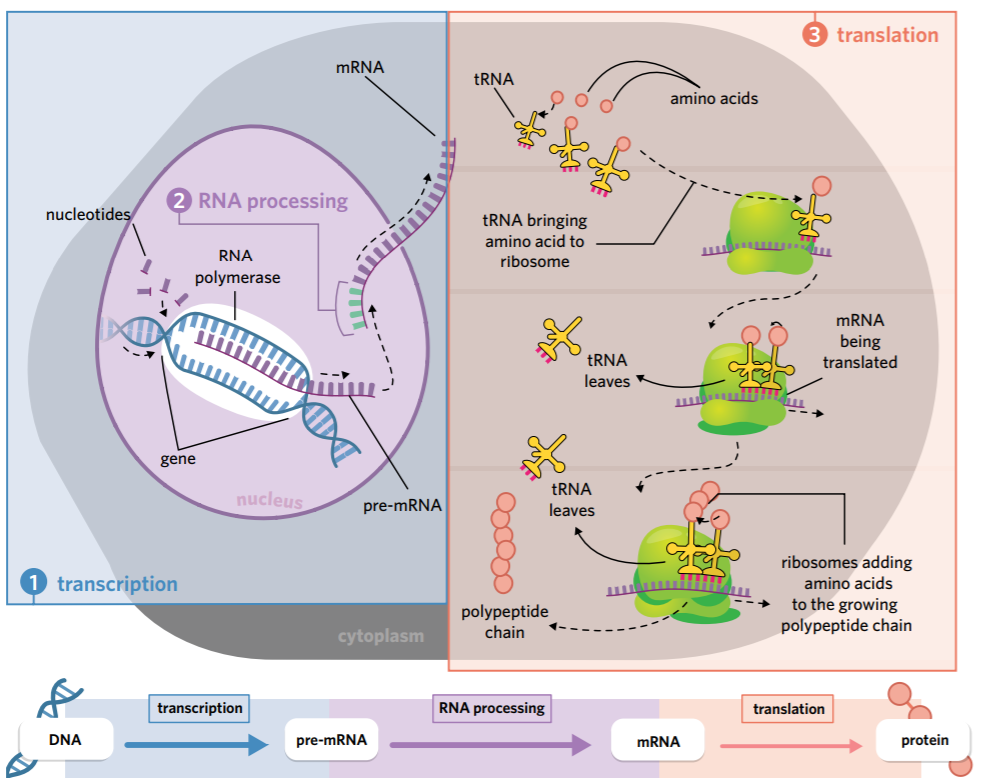 3 translation
mRNA
tRNA
amino acids
2 RNA processing
nucleotides
RNA
polymerase
tRNA bringing
amino acid to
ribosome
mRNA
being
translated
tRNA
leaves
gene
nucleus
pre-mRNA
tRNA
leaves
1 transcription
polypeptide
chain
ribosomes adding
amino acids
to the growing
polypeptide chain
cytoplasm
transcription
RNA processing
translation
DNA
pre-mRNA
mRNA
protein